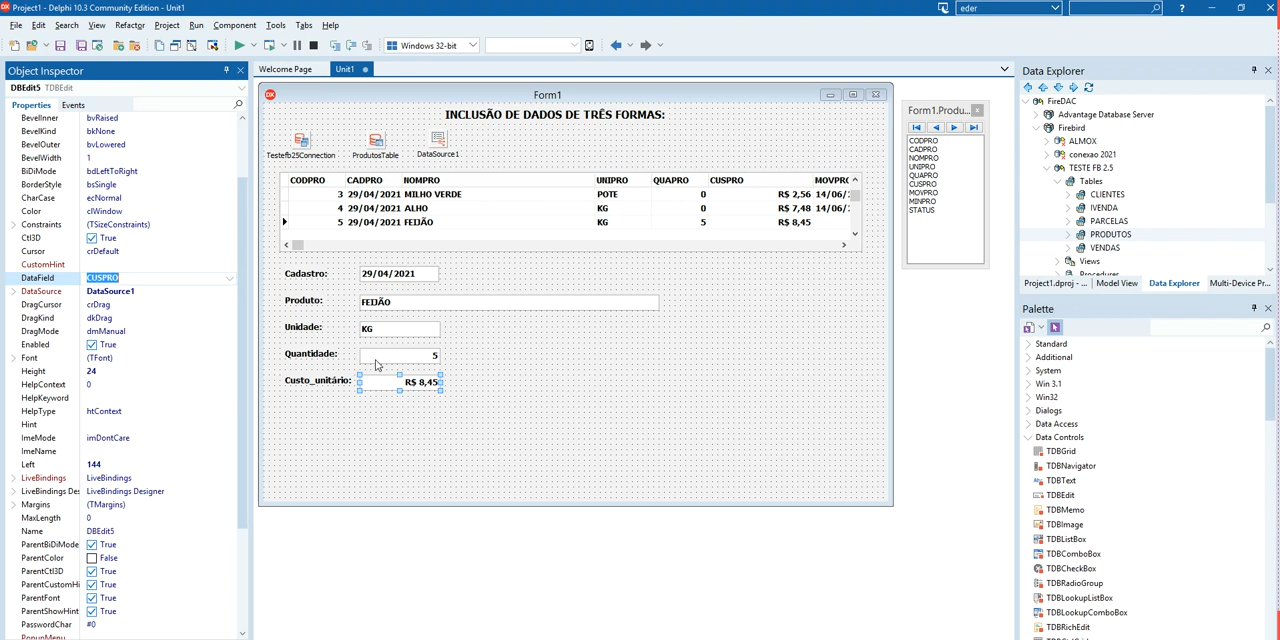 Project1 - Delphi 10.3 Community Edition - Unit1
eder
?
File Edit Search View Refactor Project Run Component Tools Tabs Help
Windows 32-bit
Object Inspector
DBEdit5 TDBEdit
Properties Events
BevelInner bvRaised
BevelKind bkNone
BevelOuter bvLowered
BevelWidth 1
BiDiMode bdLeftToRight
BorderStyle bsSingle
CharCase ecNormal
Color clWindow
Constraints (TSizeConstraints)
Ctl3D True
Cursor crDefault
CustomHint
DataField CUSPRO
DataSource DataSource1
DragCursor crDrag
DragKind dkDrag
DragMode dmManual
Enabled True
Font (TFont)
Height 24
HelpContext 0
HelpKeyword
HelpType htContext
Hint
ImeMode imDontCare
ImeName
Left 144
LiveBindings LiveBindings
LiveBindings Des LiveBindings Designer
Margins (TMargins)
MaxLength 0
Name DBEdit5
ParentBiDiMode True
ParentColor False
ParentCtl3D True
ParentCustomHi True
ParentFont True
ParentShowHint True
PasswordChar #0
PopupMenu
Welcome Page Unit1
Form1
INCLUSÃO DE DADOS DE TRÊS FORMAS:
Testefb25Connection ProdutosTable DataSource1
CODPRO CADPRO NOMPRO UNIPRO QUAPRO CUSPRO MOVPR
3 29/04/2021 MILHO VERDE POTE 0 R$ 2,56 14/06/
4 29/04/2021 ALHO KG 0 R$ 7,48 14/06/
5 29/04/2021 FEIJÃO KG 5 R$ 8,45
Cadastro: 29/04/2021
Produto: FEIJÃO
Unidade: KG
Quantidade: 5
Custo_unitário: R$ 8,45
Form1.Produ...
CODPRO
CADPRO
NOMPRO
UNIPRO
QUAPRO
CUSPRO
MOVPRO
MINPRO
STATUS
Data Explorer
FireDAC
Advantage Database Server
Firebird
ALMOX
conexao 2021
TESTE FB 2.5
Tables
CLIENTES
IVENDA
PARCELAS
PRODUTOS
VENDAS
Views
Procedures
Project1.dproj - ... Model View Data Explorer Multi-Device Pr...
Palette
Standard
Additional
System
Win 3.1
Win32
Dialogs
Data Access
Data Controls
TDBGrid
TDBNavigator
TDBText
TDBEdit
TDBMemo
TDBImage
TDBListBox
TDBComboBox
TDBCheckBox
TDBRadioGroup
TDBLookupListBox
TDBLookupComboBox
TDBRichEdit